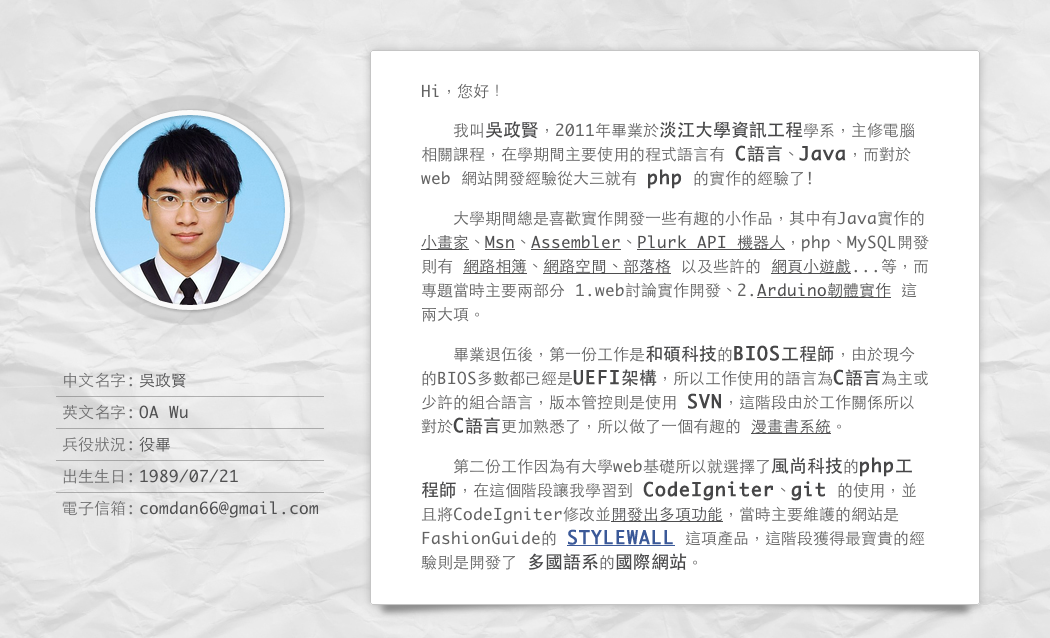 中文名字: 吳政賢
英文名字: OA Wu
兵役狀況: 役畢
出生生日: 1989/07/21
電子信箱: comdan66@gmail.com
Hi，您好！
我叫吳政賢，2011年畢業於淡江大學資訊工程學系，主修電腦
相關課程，在學期間主要使用的程式語言有 C語言、Java，而對於
web 網站開發經驗從大三就有 php 的實作的經驗了!
大學期間總是喜歡實作開發一些有趣的小作品，其中有Java實作的
小畫家、Msn、Assembler、Plurk API 機器人，php、MySQL開發
則有 網路相簿、網路空間、部落格 以及些許的 網頁小遊戲...等，而
專題當時主要兩部分 1.web討論實作開發、2.Arduino韌體實作 這
兩大項。
畢業退伍後，第一份工作是和碩科技的BIOS工程師，由於現今
的BIOS多數都已經是UEFI架構，所以工作使用的語言為C語言為主或
少許的組合語言，版本管控則是使用 SVN，這階段由於工作關係所以
對於C語言更加熟悉了，所以做了一個有趣的 漫畫書系統。
第二份工作因為有大學web基礎所以就選擇了風尚科技的php工
程師，在這個階段讓我學習到 CodeIgniter、git 的使用，並
且將CodeIgniter修改並開發出多項功能，當時主要維護的網站是
FashionGuide的 STYLEWALL 這項產品，這階段獲得最寶貴的經
驗則是開發了 多國語系的國際網站。